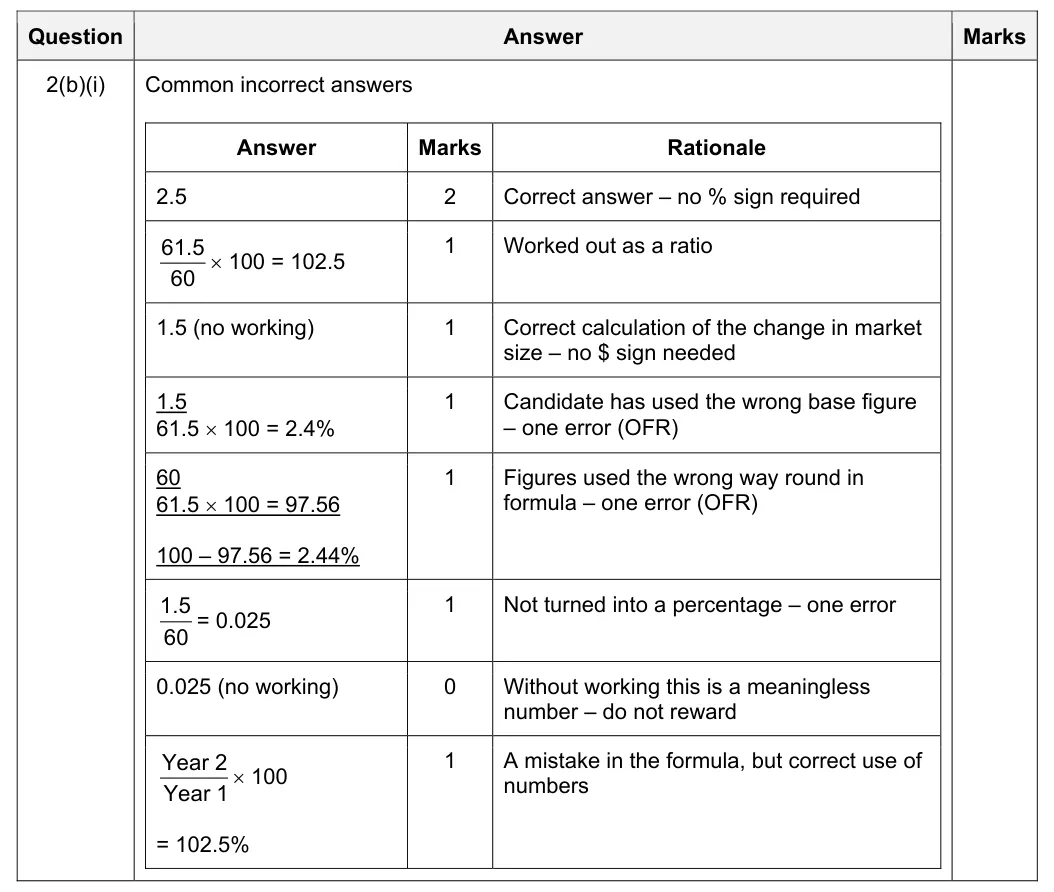 Question Answer Marks
2(b)(i) Common incorrect answers
Answer Marks Rationale
2.5 2 Correct answer – no % sign required
61.5
60
× 100 = 102.5 1 Worked out as a ratio
1.5 (no working) 1 Correct calculation of the change in market
size – no $ sign needed
1.5 1 Candidate has used the wrong base figure
61.5 × 100 = 2.4% – one error (OFR)
60 1 Figures used the wrong way round in
61.5 × 100 = 97.56 formula – one error (OFR)
100 – 97.56 = 2.44%
1.5
60
= 0.025 1 Not turned into a percentage – one error
0.025 (no working) 0 Without working this is a meaningless
number – do not reward
Year 2
Year 1
× 100 1 A mistake in the formula, but correct use of
numbers
= 102.5%